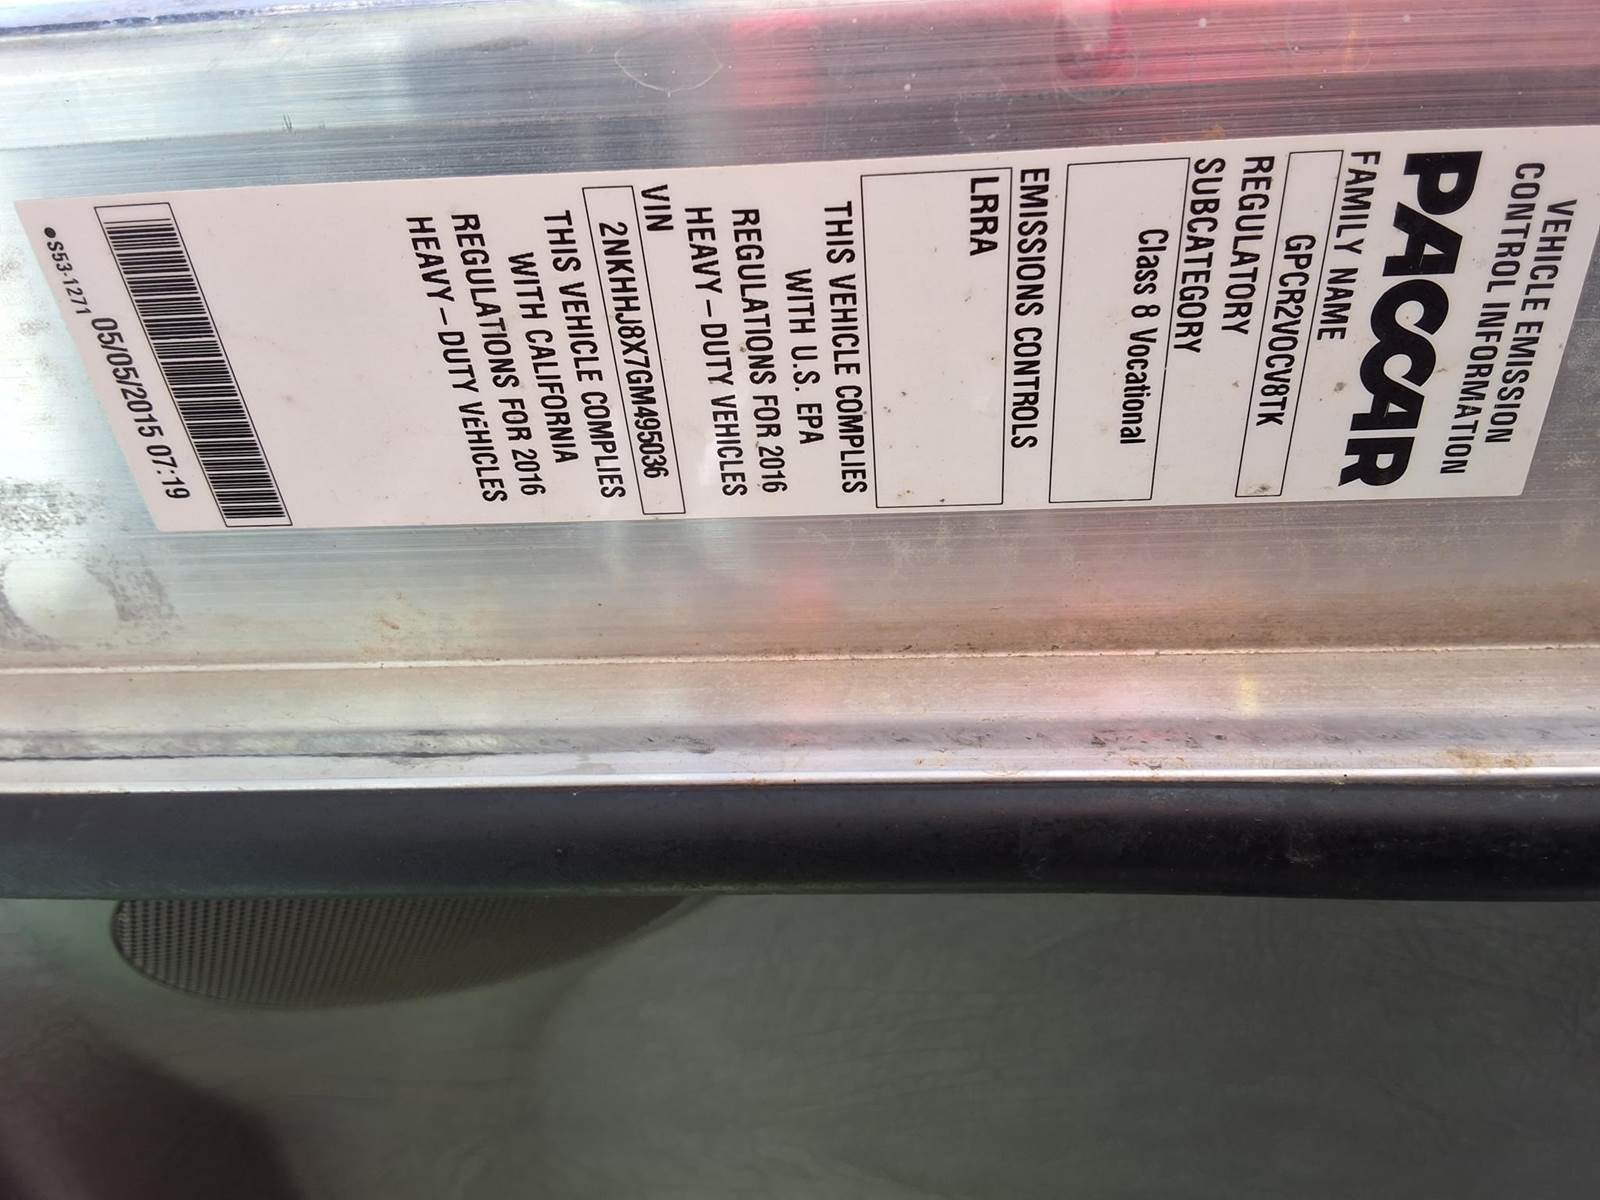 VEHICLE EMISSION
CONTROL INFORMATION
PACCAR
FAMILY NAME
GPCR2VOCV8TK
REGULATORY
SUBCATEGORY
Class 8 Vocational
EMISSIONS CONTROLS
LRRA
THIS VEHICLE COMPLIES
WITH U.S. EPA
REGULATIONS FOR 2016
HEAVY – DUTY VEHICLES
VIN
2NKHHJ8X7GM495036
THIS VEHICLE COMPLIES
WITH CALIFORNIA
REGULATIONS FOR 2016
HEAVY – DUTY VEHICLES
●S53-1271 05/05/2015 07:19